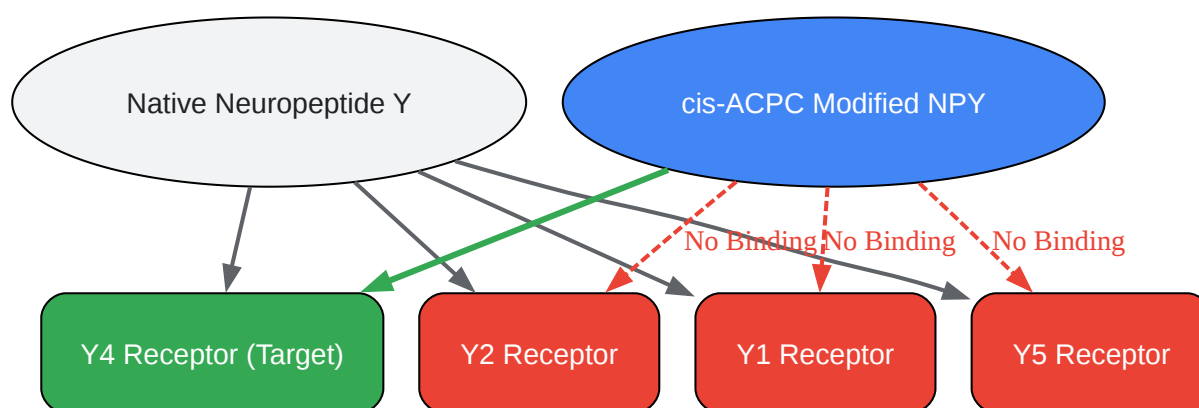 Native Neuropeptide Y
cis-ACPC Modified NPY
No Binding
No Binding
No Binding
Y4 Receptor (Target)
Y2 Receptor
Y1 Receptor
Y5 Receptor